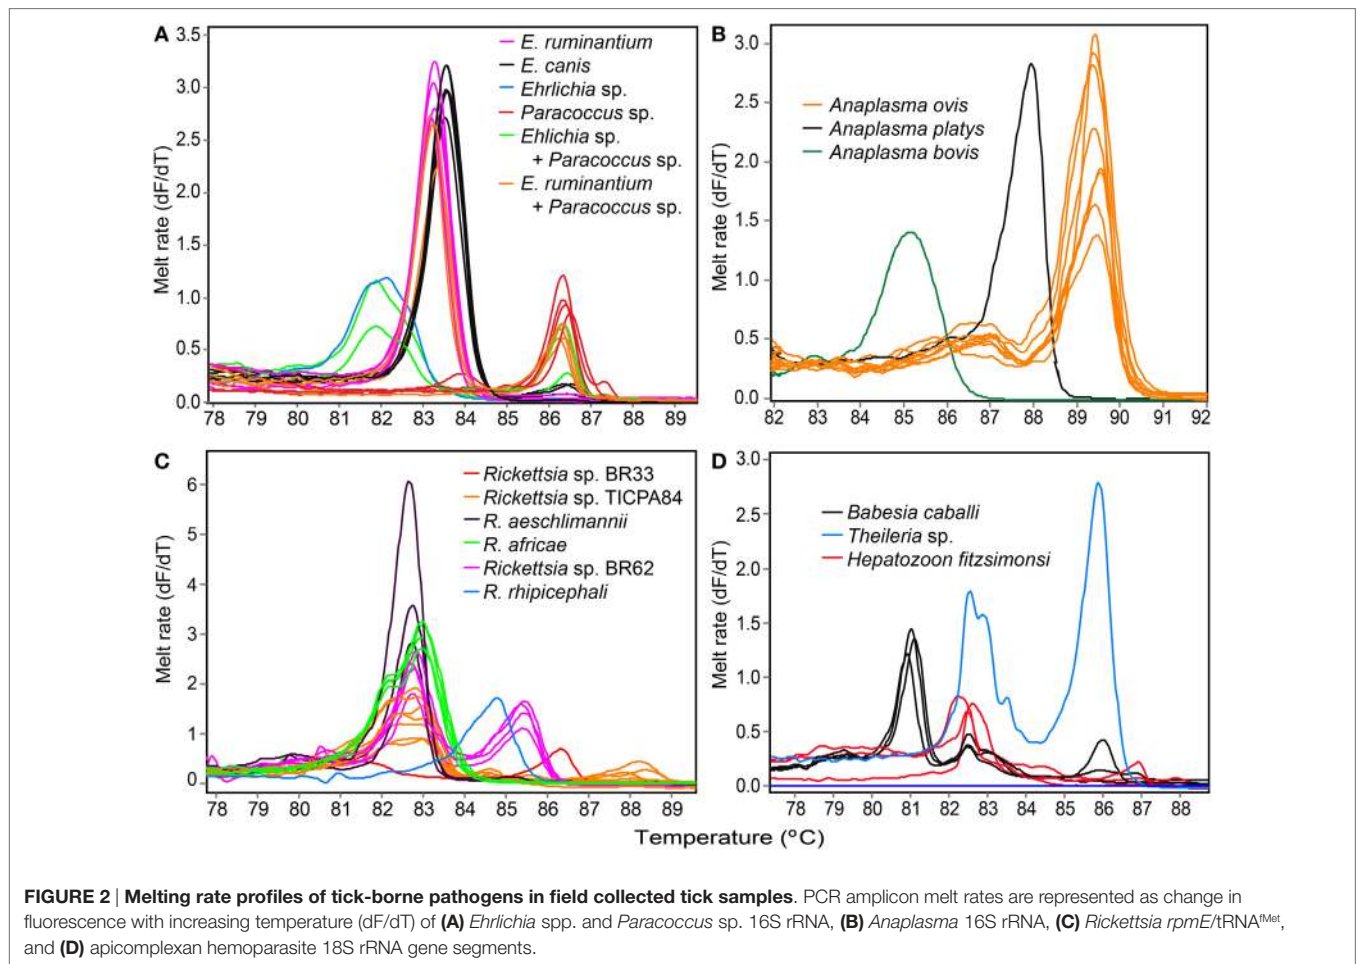 A
3.5
3.0
2.5
2.0
1.5
1.0
0.5
0.0
Melt rate (dF/dT)
E. ruminantium
E. canis
Ehrlichia sp.
Paracoccus sp.
Ehlichia sp.
+ Paracoccus sp.
E. ruminantium
+ Paracoccus sp.
78 79 80 81 82 83 84 85 86 87 88 89
B
3.0
2.5
2.0
1.5
1.0
0.5
0.0
Melt rate (dF/dT)
Anaplasma ovis
Anaplasma platys
Anaplasma bovis
82 83 84 85 86 87 88 89 90 91 92
C
6
5
4
3
2
1
0
Melt rate (dF/dT)
Rickettsia sp. BR33
Rickettsia sp. TICPA84
R. aeschlimannii
R. africae
Rickettsia sp. BR62
R. rhipicephali
78 79 80 81 82 83 84 85 86 87 88 89
D
3.0
2.5
2.0
1.5
1.0
0.5
0.0
Melt rate (dF/dT)
Babesia caballi
Theileria sp.
Hepatozoon fitzsimonsi
78 79 80 81 82 83 84 85 86 87 88
Temperature (°C)
FIGURE 2 | Melting rate profiles of tick-borne pathogens in field collected tick samples. PCR amplicon melt rates are represented as change in
fluorescence with increasing temperature (dF/dT) of (A) Ehrlichia spp. and Paracoccus sp. 16S rRNA, (B) Anaplasma 16S rRNA, (C) Rickettsia rpmE/tRNAfMet,
and (D) apicomplexan hemoparasite 18S rRNA gene segments.